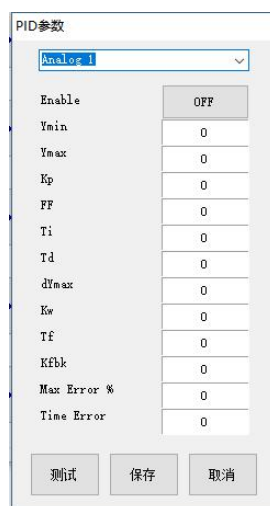 PID参数
Analog 1
Enable OFF
Ymin 0
Ymax 0
Kp 0
FF 0
Ti 0
Td 0
dYmax 0
Kw 0
Tf 0
Kfbk 0
Max Error % 0
Time Error 0
测试 保存 取消